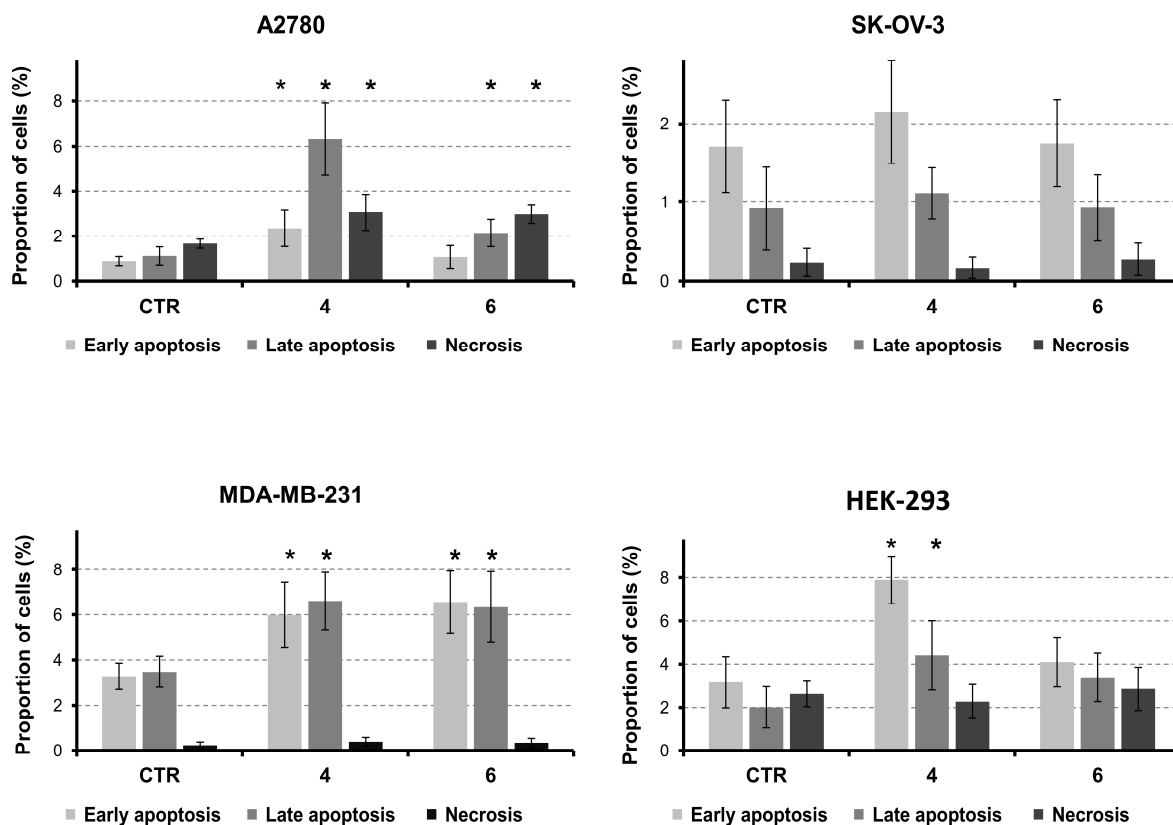 A2780
Proportion of cells (%)
8
6
4
2
0
* * * * *
CTR 4 6
Early apoptosis Late apoptosis Necrosis
SK-OV-3
Proportion of cells (%)
2
1
0
CTR 4 6
Early apoptosis Late apoptosis Necrosis
MDA-MB-231
Proportion of cells (%)
8
6
4
2
0
* * * *
CTR 4 6
Early apoptosis Late apoptosis Necrosis
HEK-293
Proportion of cells (%)
8
6
4
2
0
* *
CTR 4 6
Early apoptosis Late apoptosis Necrosis